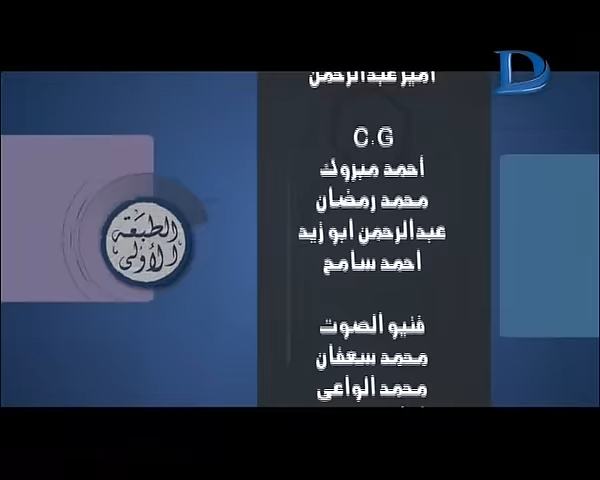 أمير عبدالرحمن
C.G
أحمد مبروك
محمد رمضان
عبدالرحمن ابو زيد
احمد سامح
فنيو الصوت
محمد سعفان
محمد الواعى
الطبعة
الأولى
D